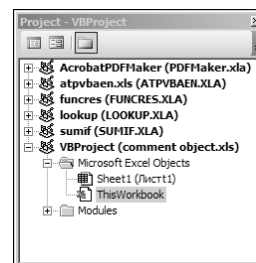 Project - VBProject
AcrobatPDFMaker (PDFMaker.xla)
atpvbaen.xls (ATPVBAEN.XLA)
funcres (FUNCRES.XLA)
lookup (LOOKUP.XLA)
sumif (SUMIF.XLA)
VBProject (comment object.xls)
Microsoft Excel Objects
Sheet1 (Лист1)
ThisWorkbook
Modules